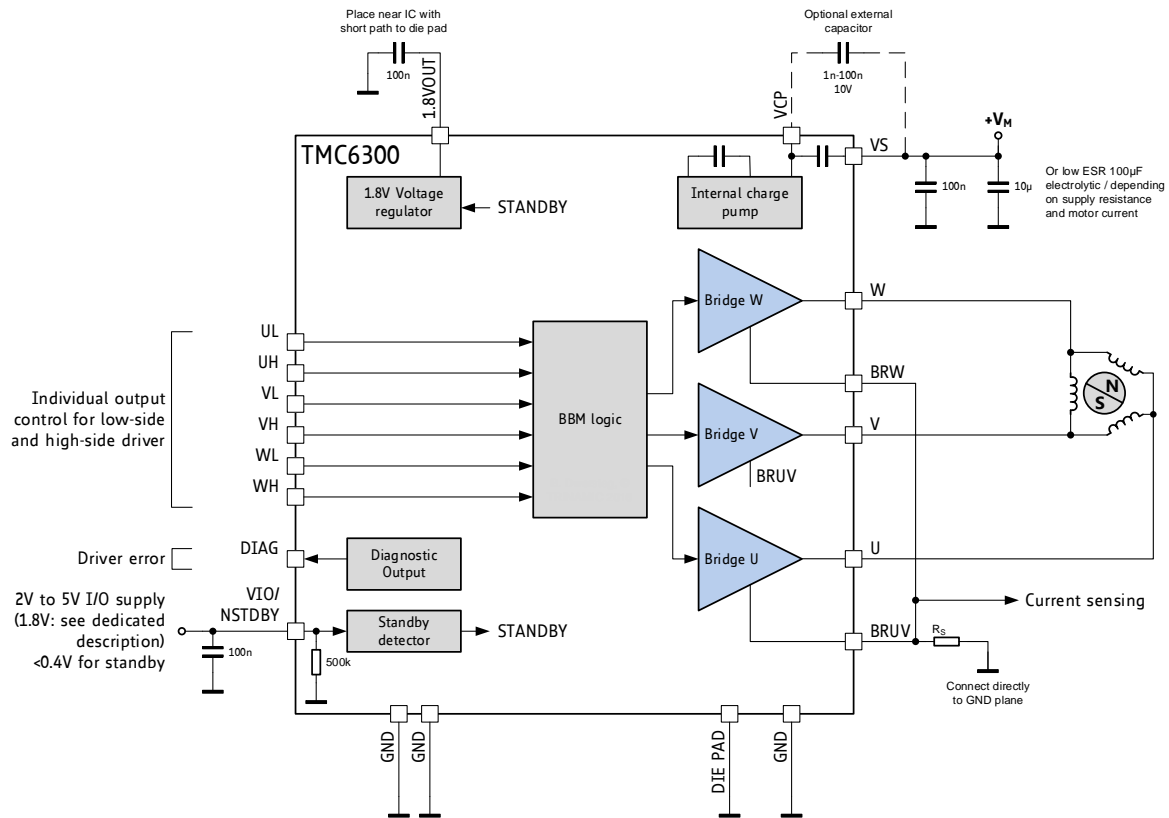 Place near IC with
short path to die pad
100n
1.8VOUT
Optional external
capacitor
1n-100n
10V
VCP
+VM
VS
TMC6300
1.8V Voltage
regulator
STANDBY
Internal charge
pump
100n
10µ
Or low ESR 100µF
electrolytic / depending
on supply resistance
and motor current
Bridge W
W
UL
UH
VL
VH
WL
WH
Individual output
control for low-side
and high-side driver
BBM logic
BRW
N
S
Bridge V
V
BRUV
Bridge U
U
Driver error
DIAG
Diagnostic
Output
2V to 5V I/O supply
(1.8V: see dedicated
description)
<0.4V for standby
VIO/
NSTDBY
100n
500k
Standby
detector
STANDBY
Current sensing
BRUV
RS
Connect directly
to GND plane
GND
GND
DIE PAD
GND